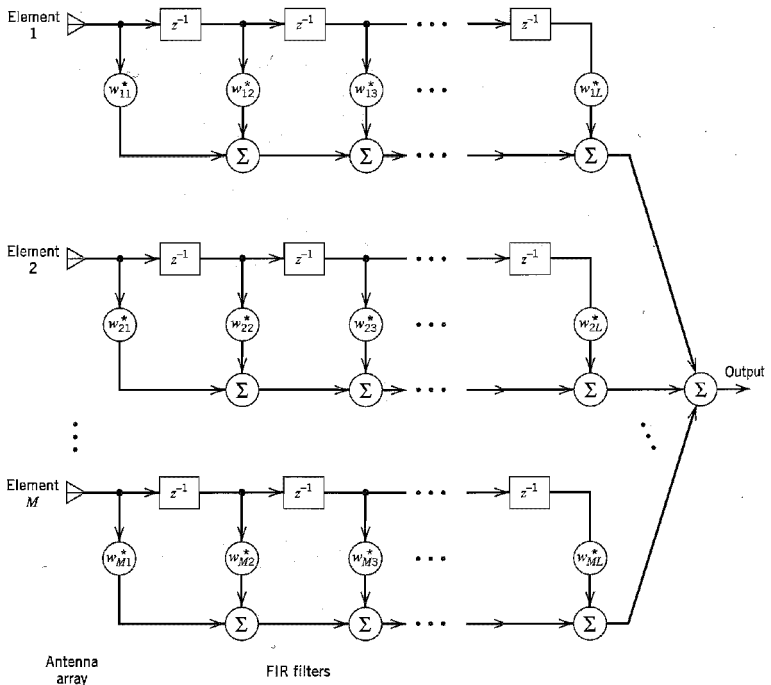 Element
1
z⁻¹ z⁻¹ z⁻¹
w*₁₁ w*₁₂ w*₁₃ w*₁L
Σ Σ Σ
Element
2
z⁻¹ z⁻¹ z⁻¹
w*₂₁ w*₂₂ w*₂₃ w*₂L
Σ Σ Σ Σ Output
Element
M
z⁻¹ z⁻¹ z⁻¹
w*M1 w*M2 w*M3 w*ML
Σ Σ Σ
Antenna
array
FIR filters